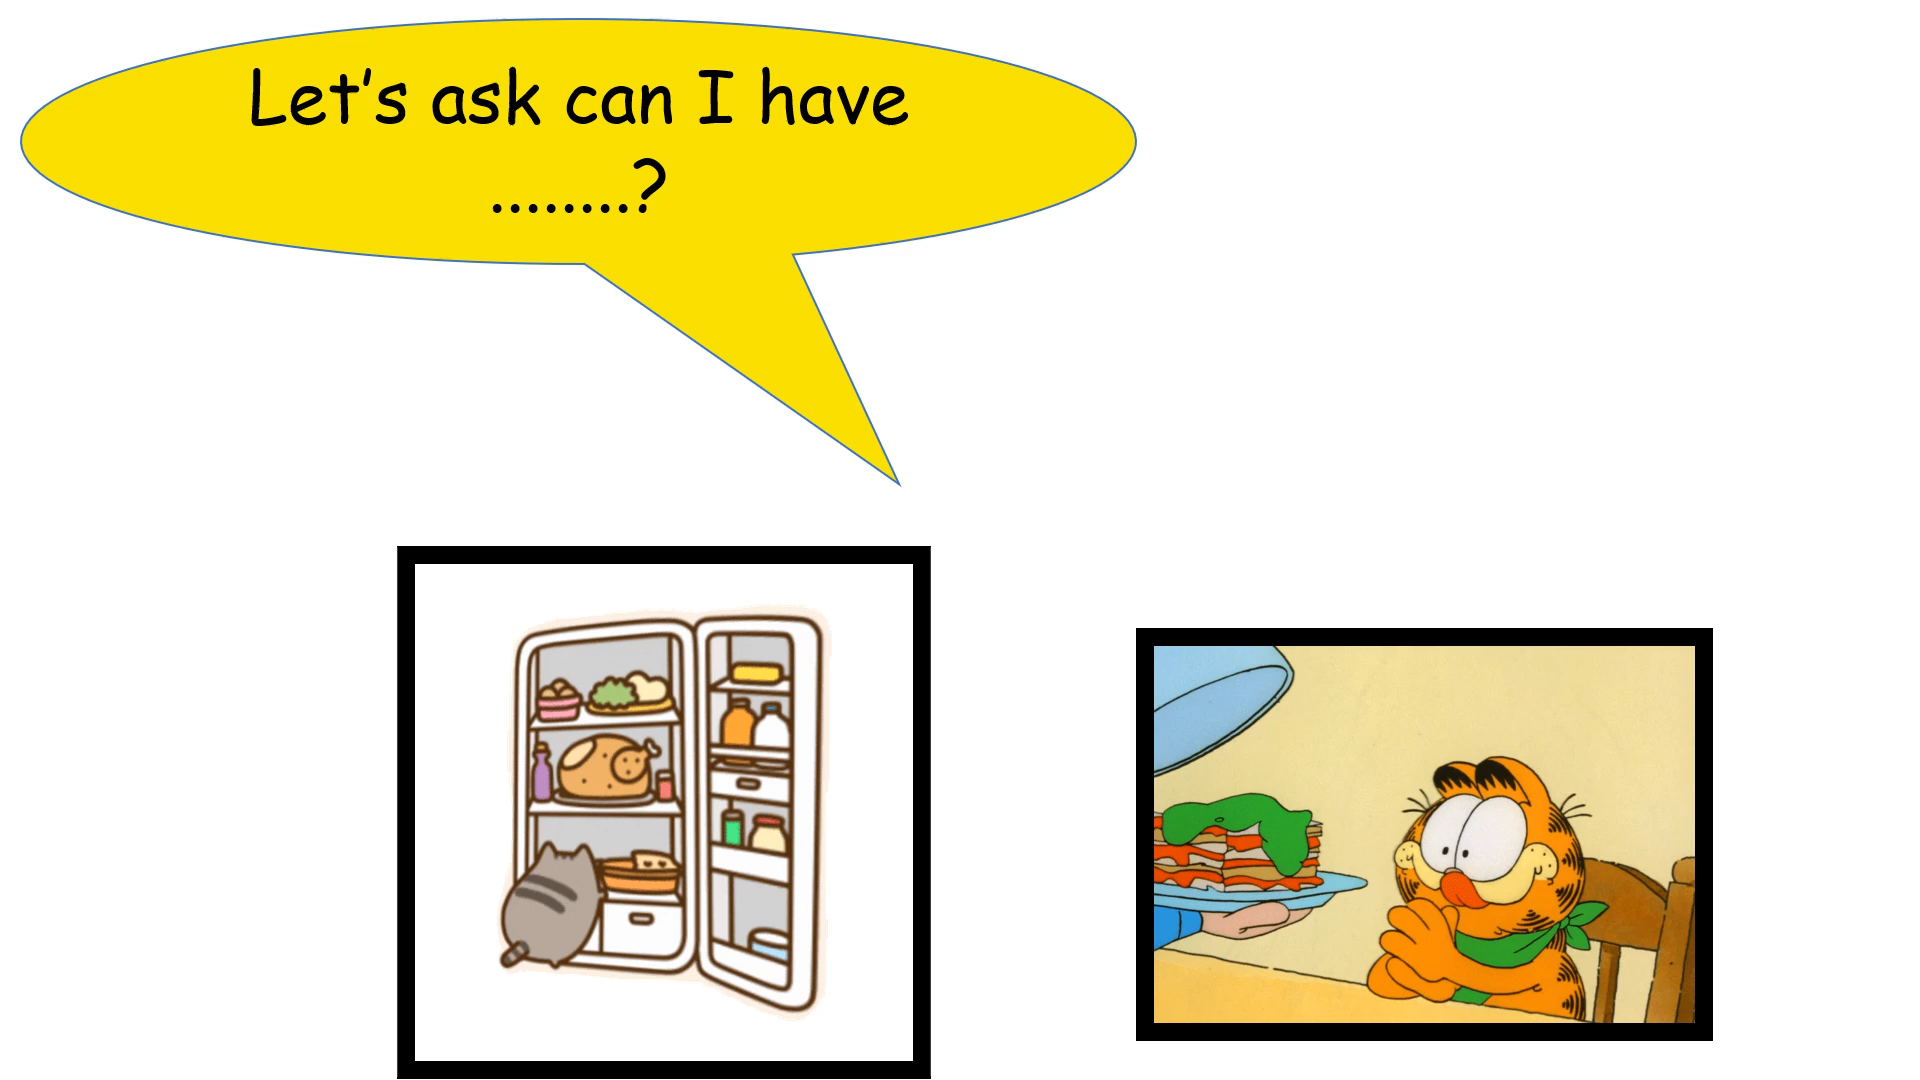 Let’s ask can I have
........?